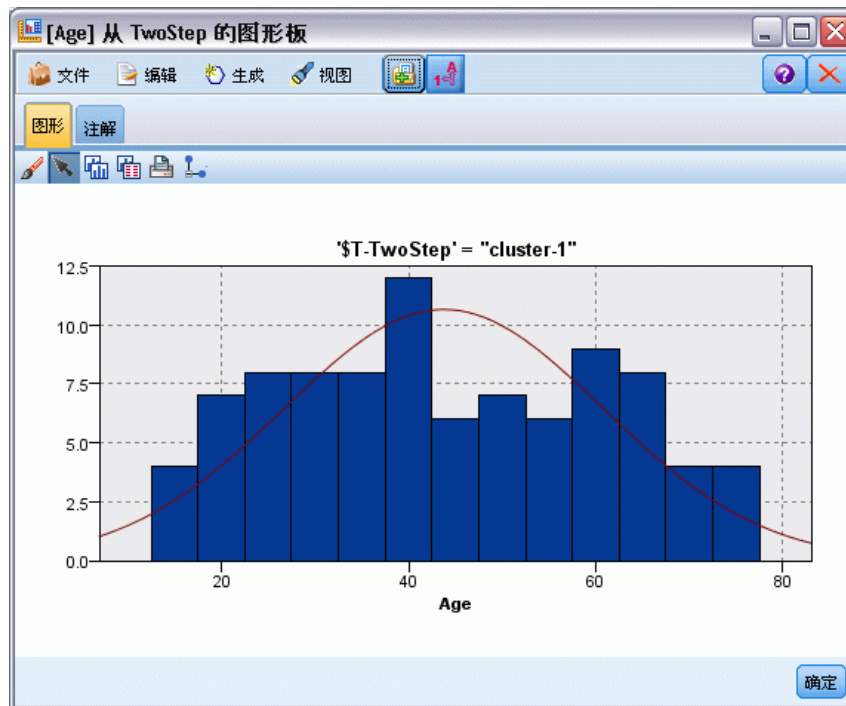 [Age] 从 TwoStep 的图形板
文件 编辑 生成 视图
图形 注解
'$T-TwoStep' = "cluster-1"
12.5
10.0
7.5
5.0
2.5
0.0
20 40 60 80
Age
确定